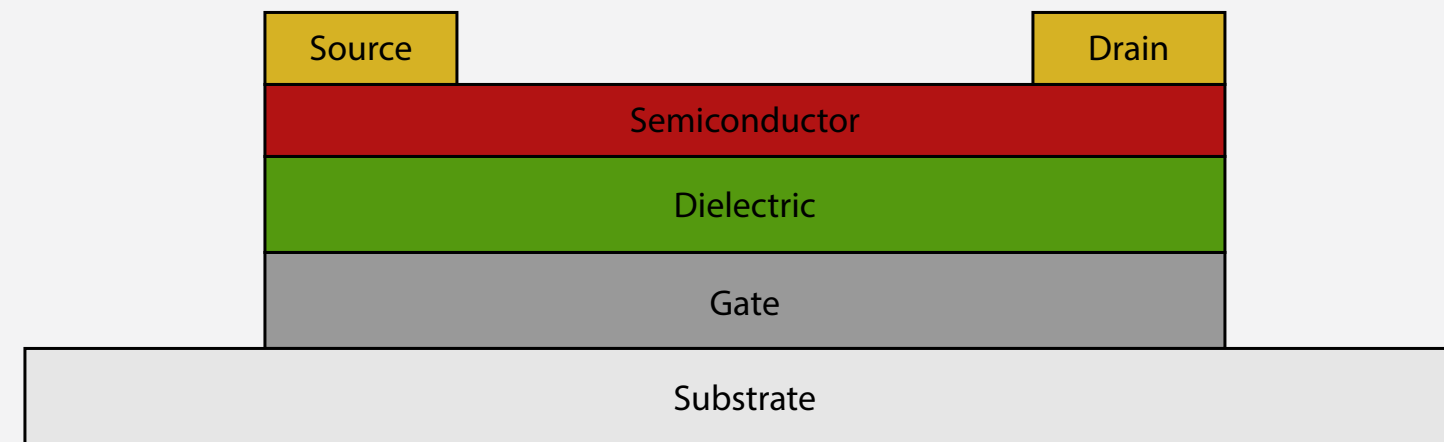 Source
Drain
Semiconductor
Dielectric
Gate
Substrate